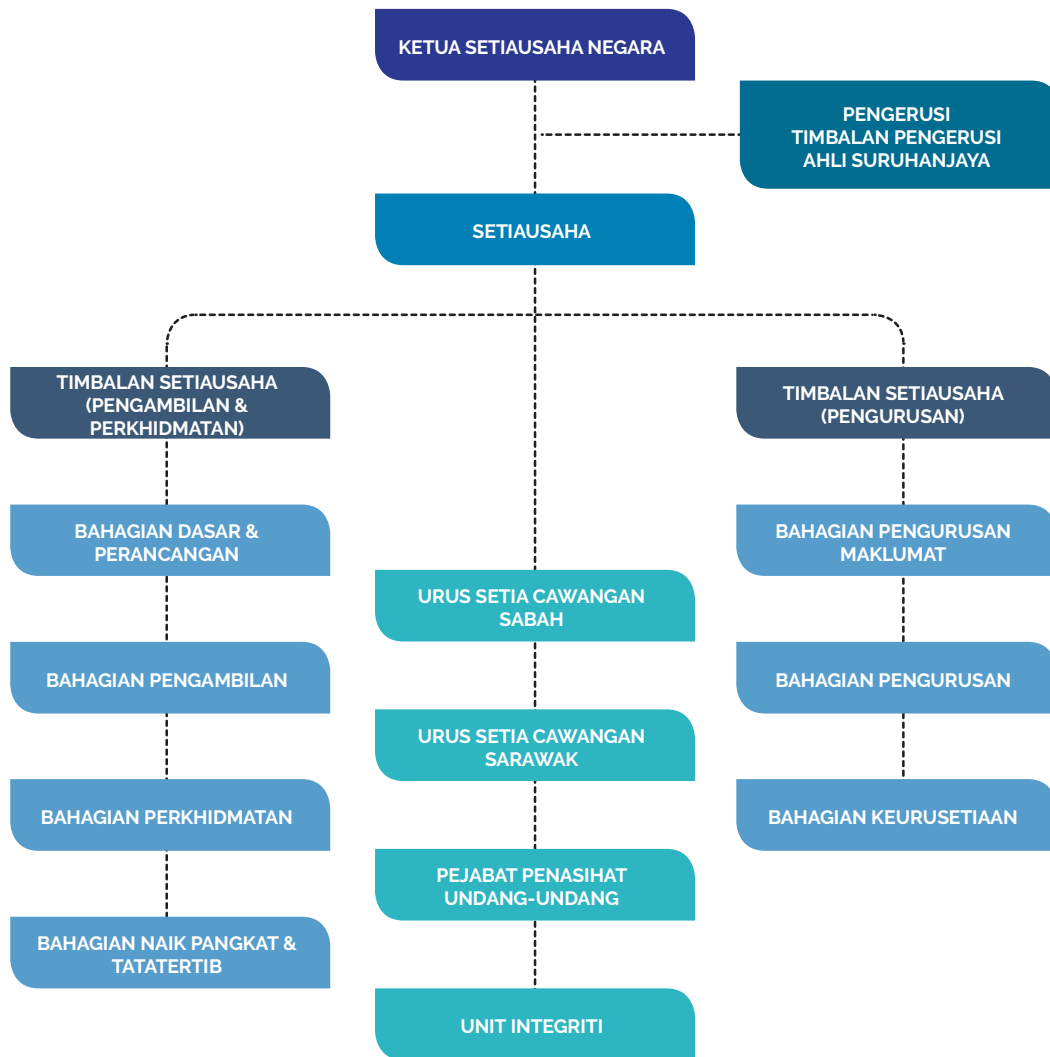 KETUA SETIAUSAHA NEGARA
PENGERUSI
TIMBALAN PENGERUSI
AHLI SURUHANJAYA
SETIAUSAHA
TIMBALAN SETIAUSAHA
(PENGAMBILAN &
PERKHIDMATAN)
BAHAGIAN DASAR &
PERANCANGAN
BAHAGIAN PENGAMBILAN
BAHAGIAN PERKHIDMATAN
BAHAGIAN NAIK PANGKAT &
TATATERTIB
URUS SETIA CAWANGAN
SABAH
URUS SETIA CAWANGAN
SARAWAK
PEJABAT PENASIHAT
UNDANG-UNDANG
UNIT INTEGRITI
TIMBALAN SETIAUSAHA
(PENGURUSAN)
BAHAGIAN PENGURUSAN
MAKLUMAT
BAHAGIAN PENGURUSAN
BAHAGIAN KEURUSETIAAN